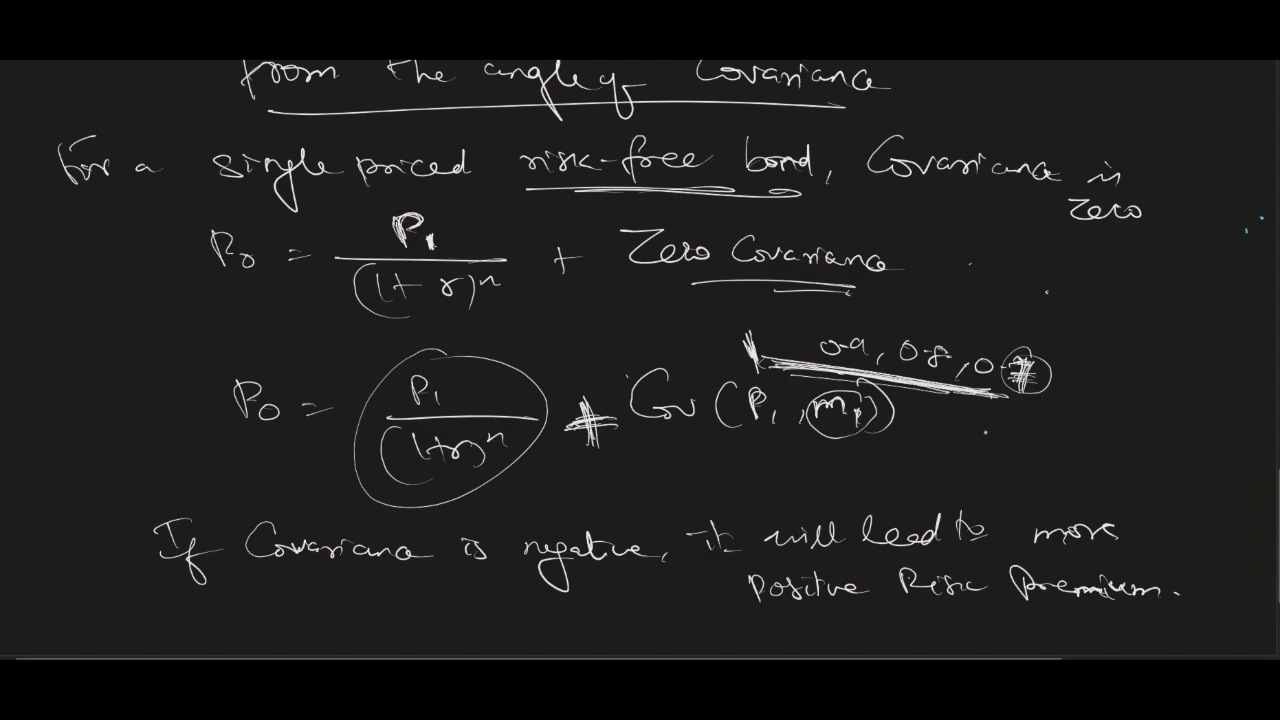 from the angle of Covariance
For a single priced risk-free bond, Covariance is zero
P0 = P1 / (1+r)^n + Zero Covariance
0.9, 0.8, 0.7
P0 = P1 / (1+r)^n + Cov (P1, m1)
If Covariance is negative, it will lead to more
positive Risk Premium.